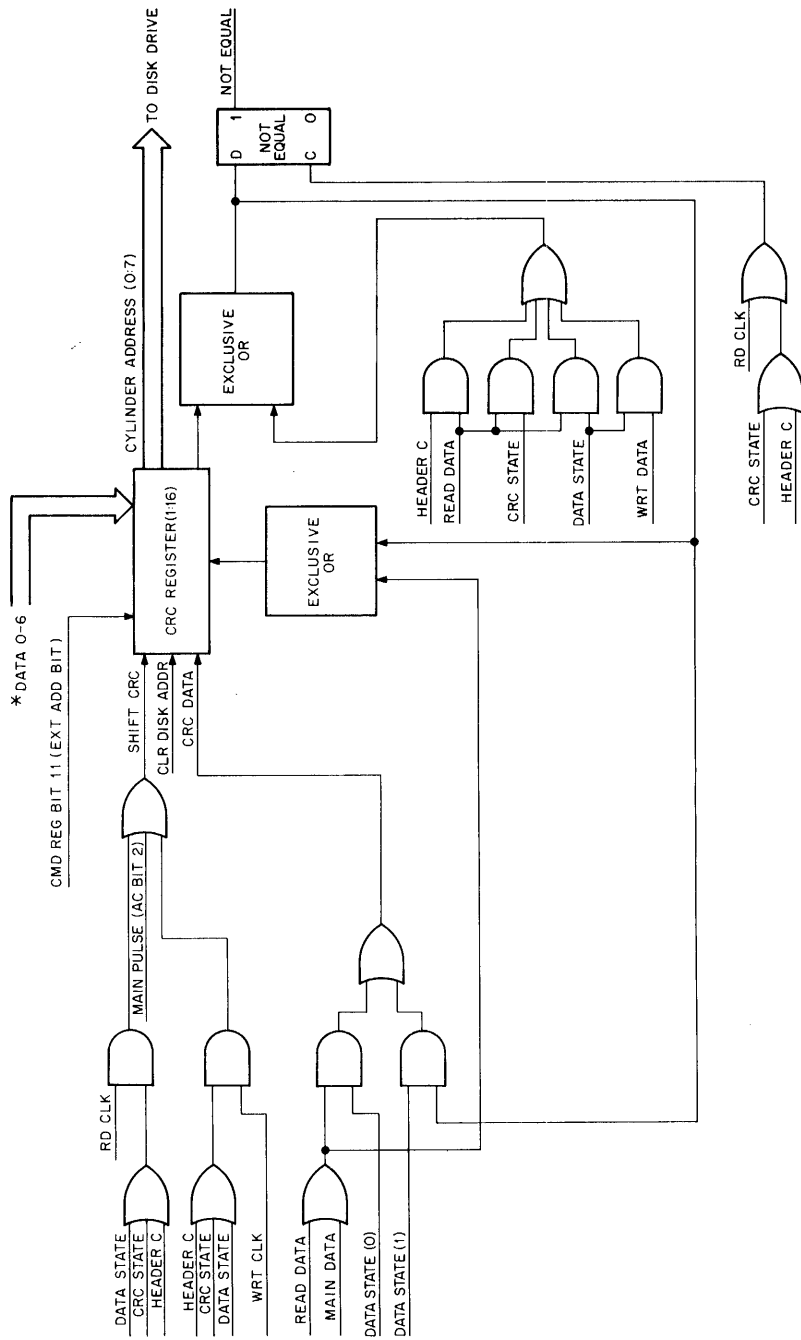 TO DISK DRIVE
NOT EQUAL
CYLINDER ADDRESS (0:7)
D 1
NOT
EQUAL
C 0
EXCLUSIVE
OR
*DATA 0-6
CMD REG BIT 11 (EXT ADD BIT)
CRC REGISTER(1:16)
SHIFT CRC
CLR DISK ADDR
CRC DATA
EXCLUSIVE
OR
MAIN PULSE (AC BIT 2)
RD CLK
DATA STATE
CRC STATE
HEADER C
HEADER C
CRC STATE
DATA STATE
WRT CLK
READ DATA
MAIN DATA
DATA STATE (0)
DATA STATE (1)
HEADER C
READ DATA
CRC STATE
DATA STATE
WRT DATA
RD CLK
CRC STATE
HEADER C